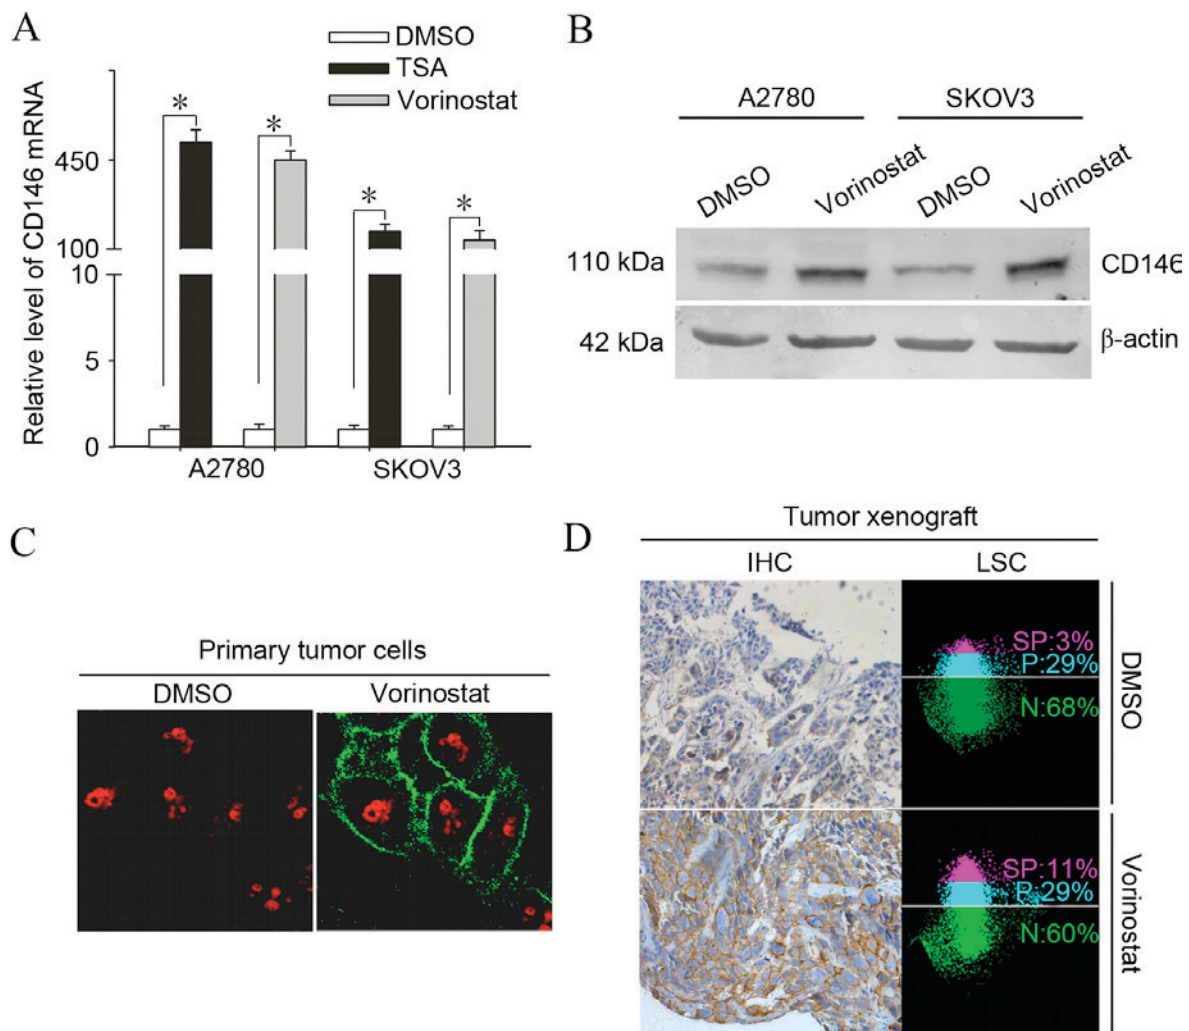 A
DMSO
TSA
Vorinostat
Relative level of CD146 mRNA
450
100
10
5
0
*
*
*
*
A2780
SKOV3
B
A2780
SKOV3
DMSO
Vorinostat
DMSO
Vorinostat
110 kDa
CD146
42 kDa
β-actin
C
Primary tumor cells
DMSO
Vorinostat
D
Tumor xenograft
IHC
LSC
SP:3%
P:29%
N:68%
DMSO
SP:11%
P:29%
N:60%
Vorinostat